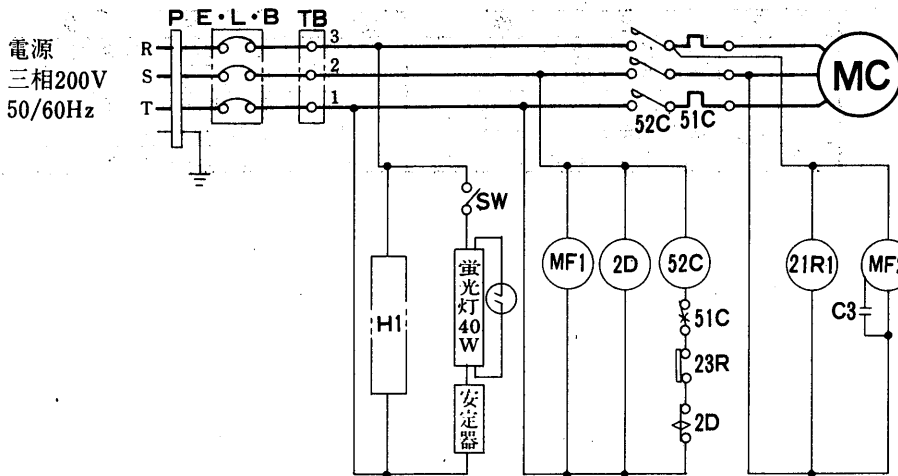 P E・L・B TB
電源
三相200V
50/60Hz
R
S
T
3
2
1
52C 51C
MC
SW
H1
蛍光灯40W
安定器
MF1
2D
52C
51C
23R
2D
21R1
MF2
C3